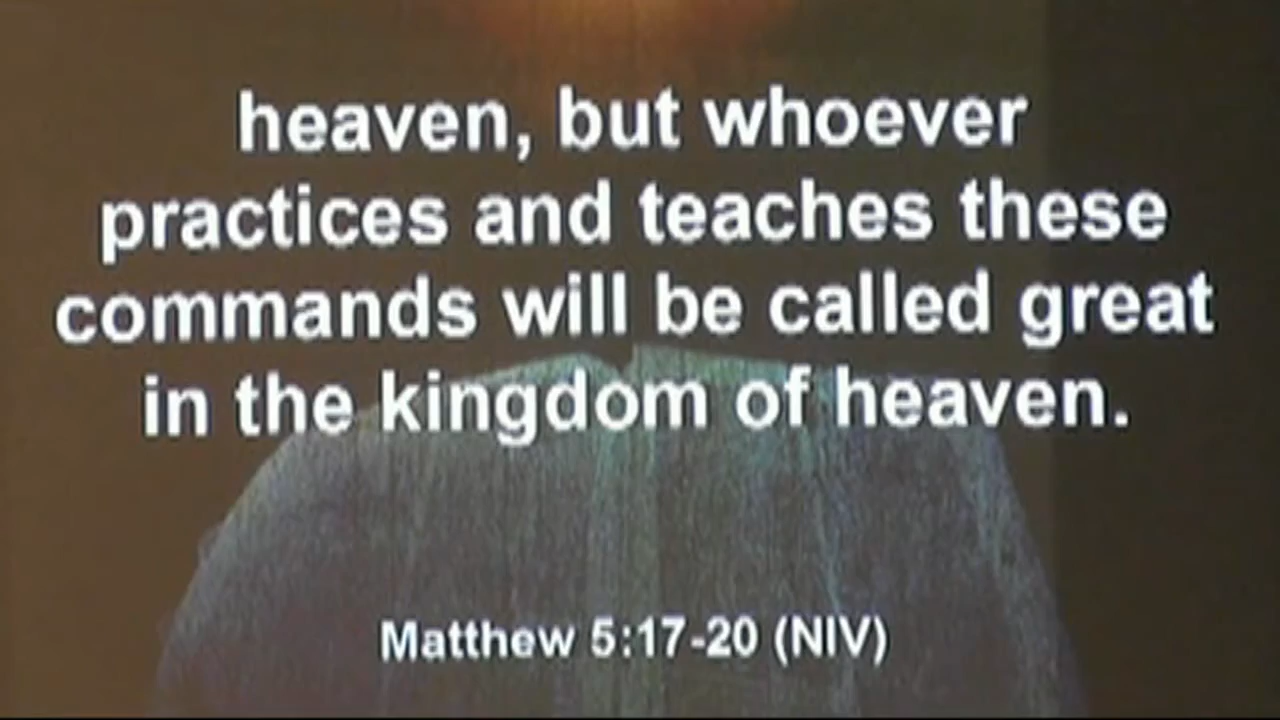 heaven, but whoever
practices and teaches these
commands will be called great
in the kingdom of heaven.
Matthew 5:17-20 (NIV)